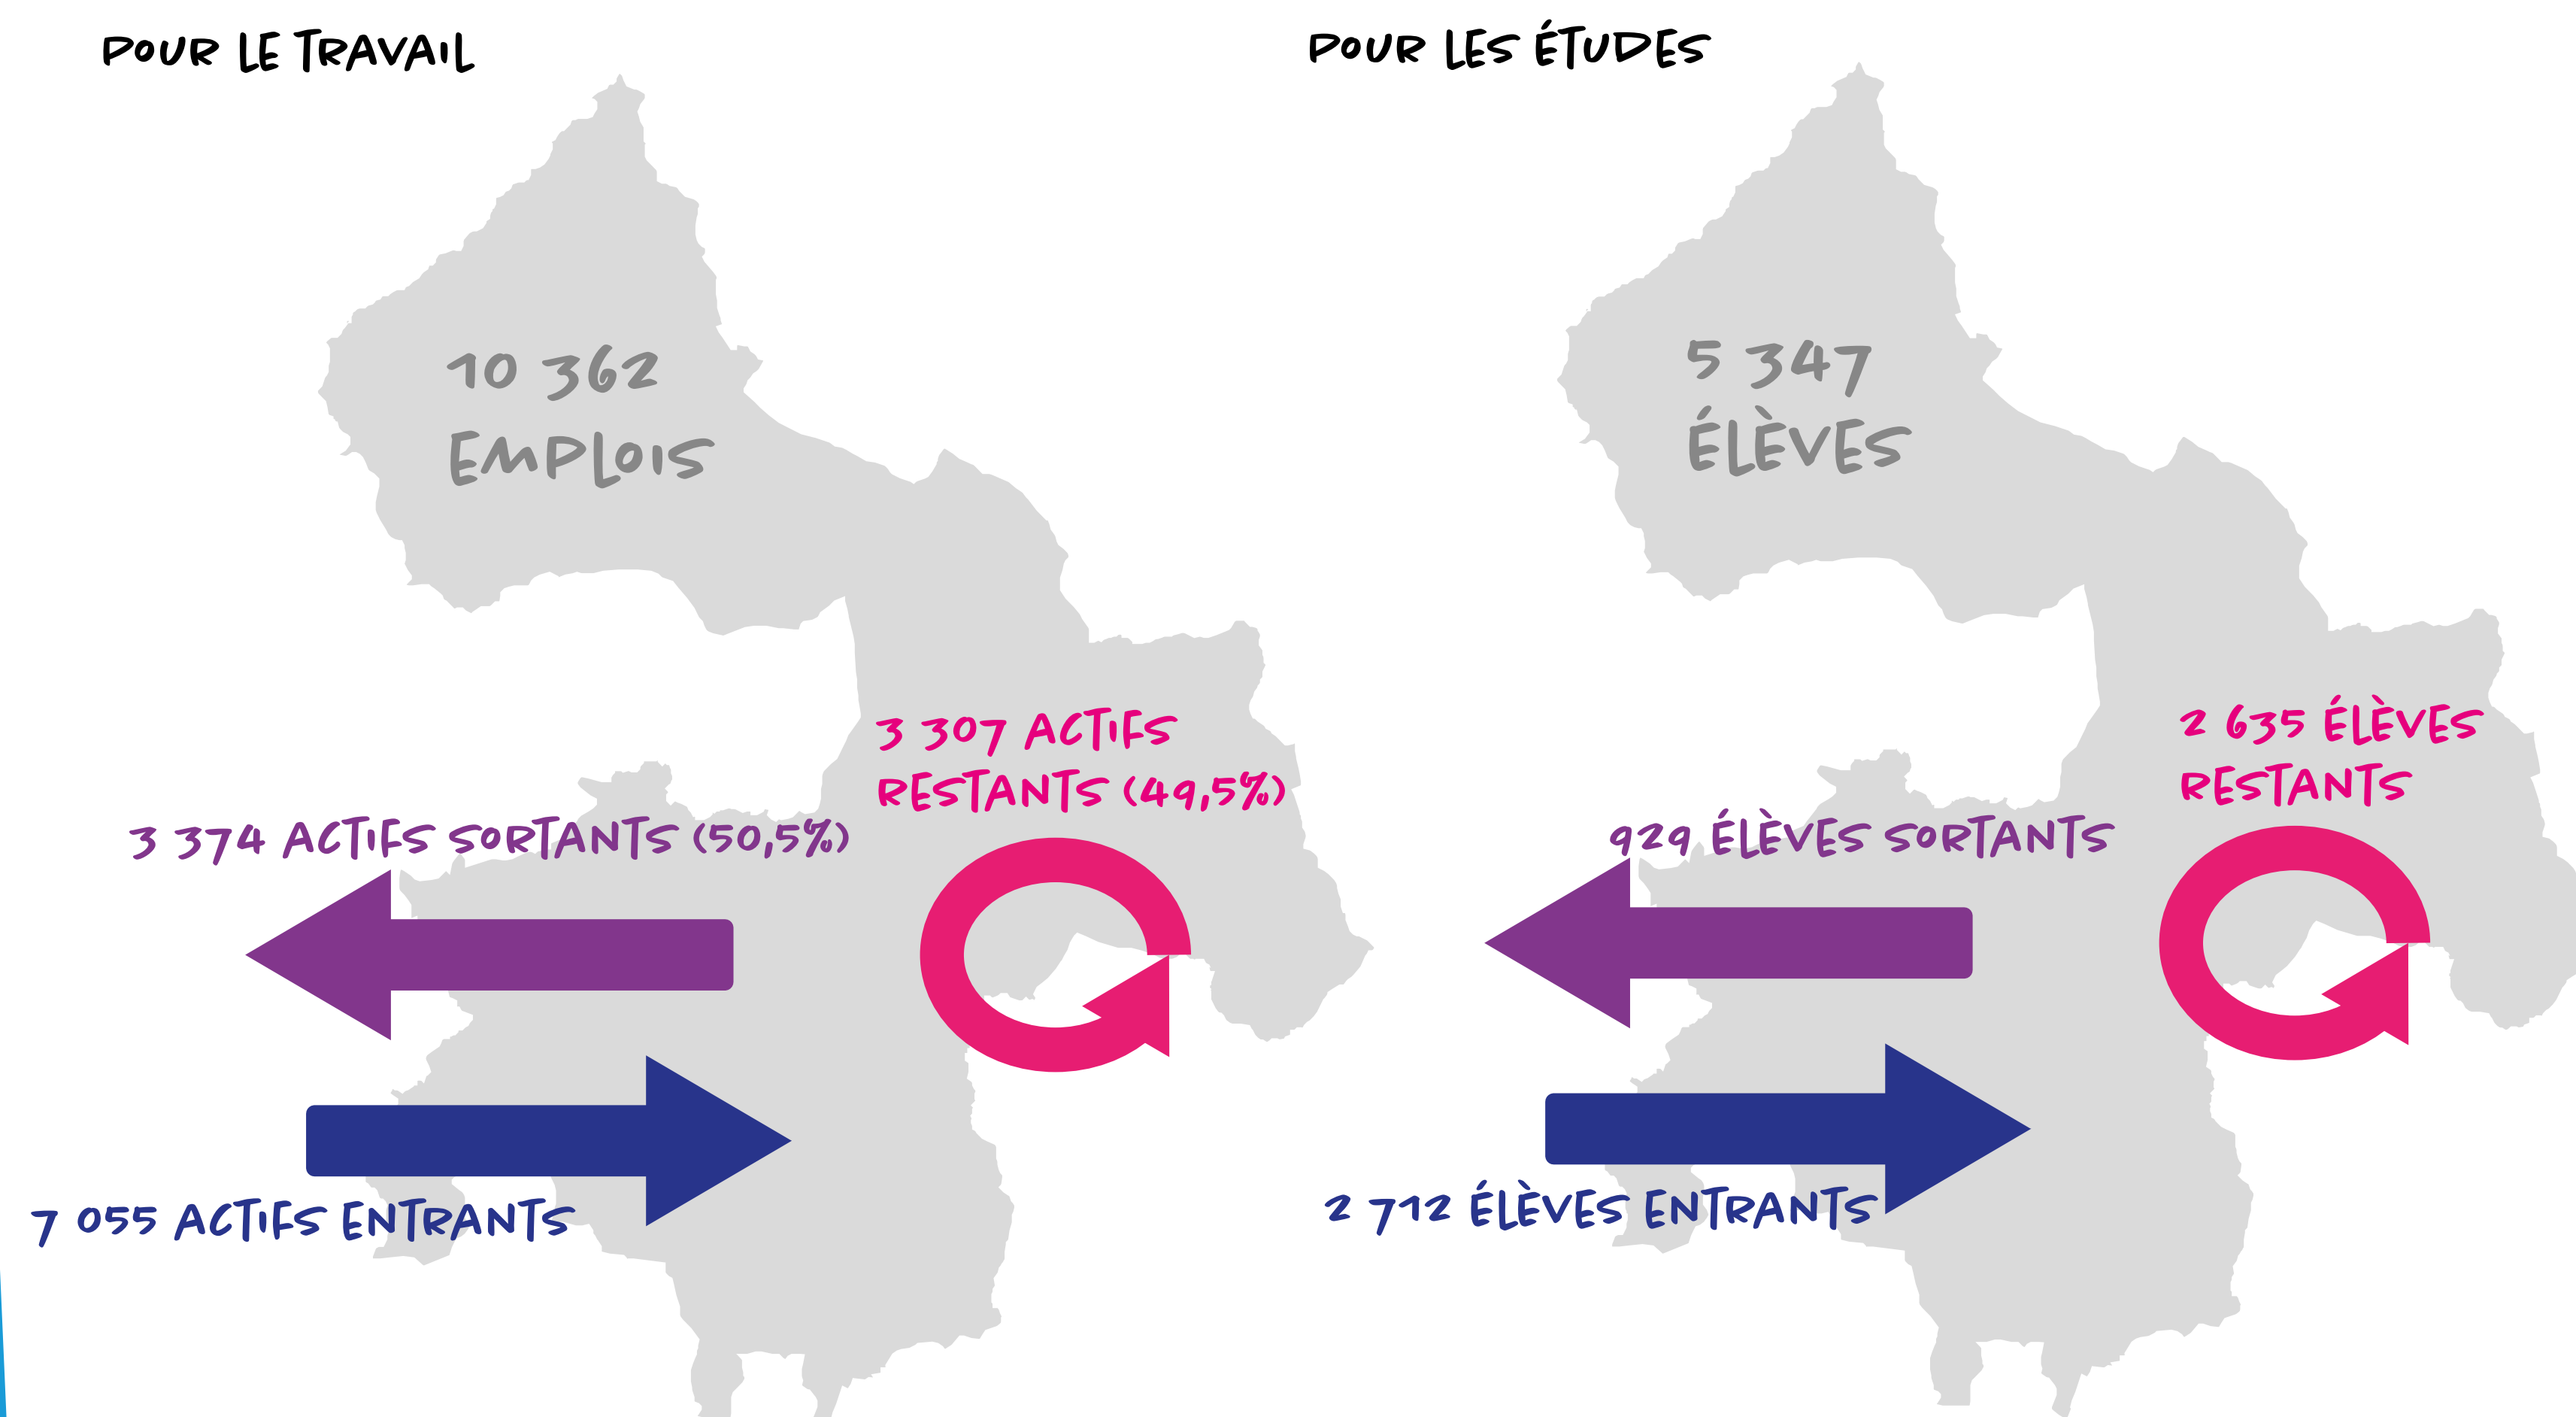 POUR LE TRAVAIL
10 362
EMPLOIS
3 307 ACTIFS
RESTANTS (49,5%)
3 374 ACTIFS SORTANTS (50,5%)
7 055 ACTIFS ENTRANTS
POUR LES ÉTUDES
5 347
ÉLÈVES
2 635 ÉLÈVES
RESTANTS
929 ÉLÈVES SORTANTS
2 712 ÉLÈVES ENTRANTS